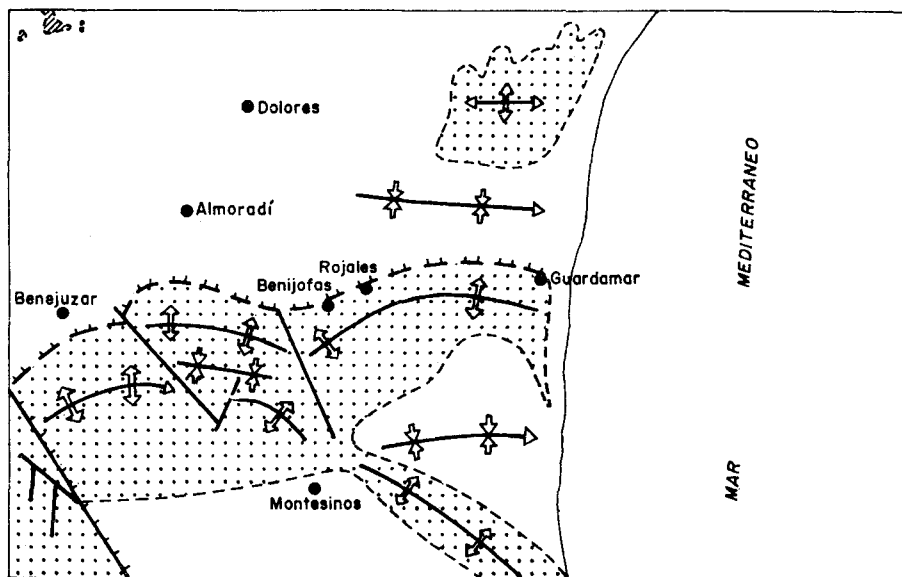 Dolores
Almoradí
Rojales
Guardamar
Benijofas
Benejuzar
Montesinos
MAR MEDITERRANEO